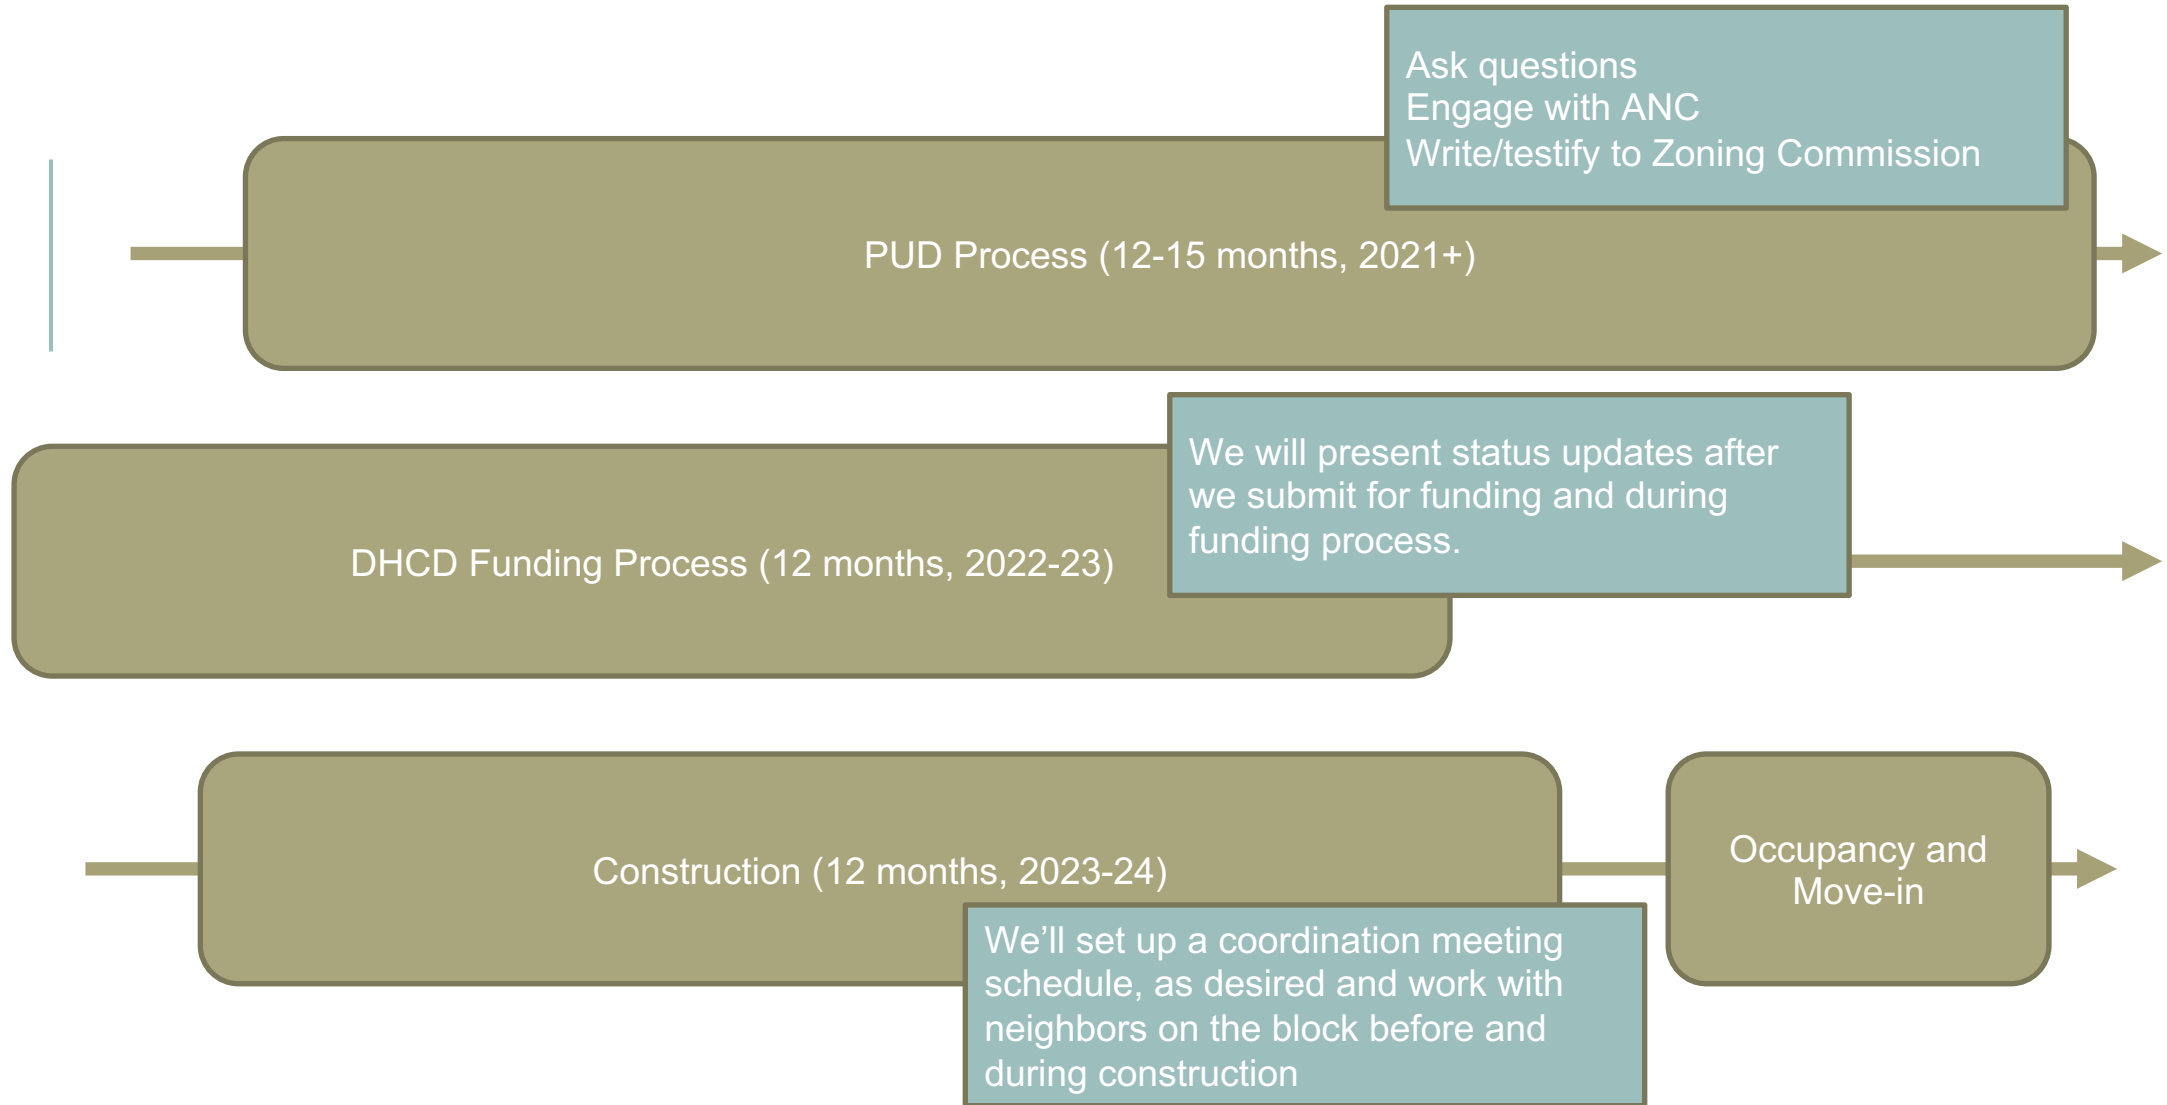 Ask questions
Engage with ANC
Write/testify to Zoning Commission
PUD Process (12-15 months, 2021+)
We will present status updates after
we submit for funding and during
funding process.
DHCD Funding Process (12 months, 2022-23)
Construction (12 months, 2023-24)
Occupancy and
Move-in
We’ll set up a coordination meeting
schedule, as desired and work with
neighbors on the block before and
during construction